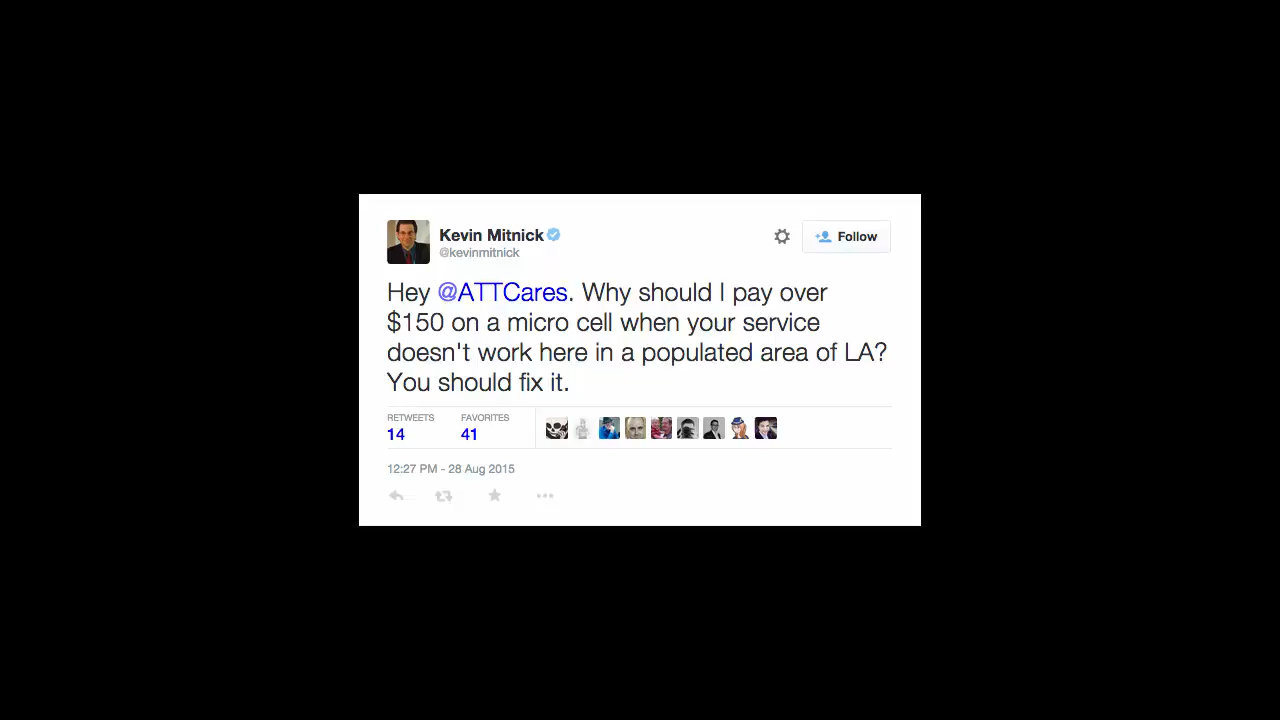 Kevin Mitnick
@kevinmitnick
Follow
Hey @ATTCares. Why should I pay over
$150 on a micro cell when your service
doesn't work here in a populated area of LA?
You should fix it.
RETWEETS FAVORITES
14 41
12:27 PM - 28 Aug 2015